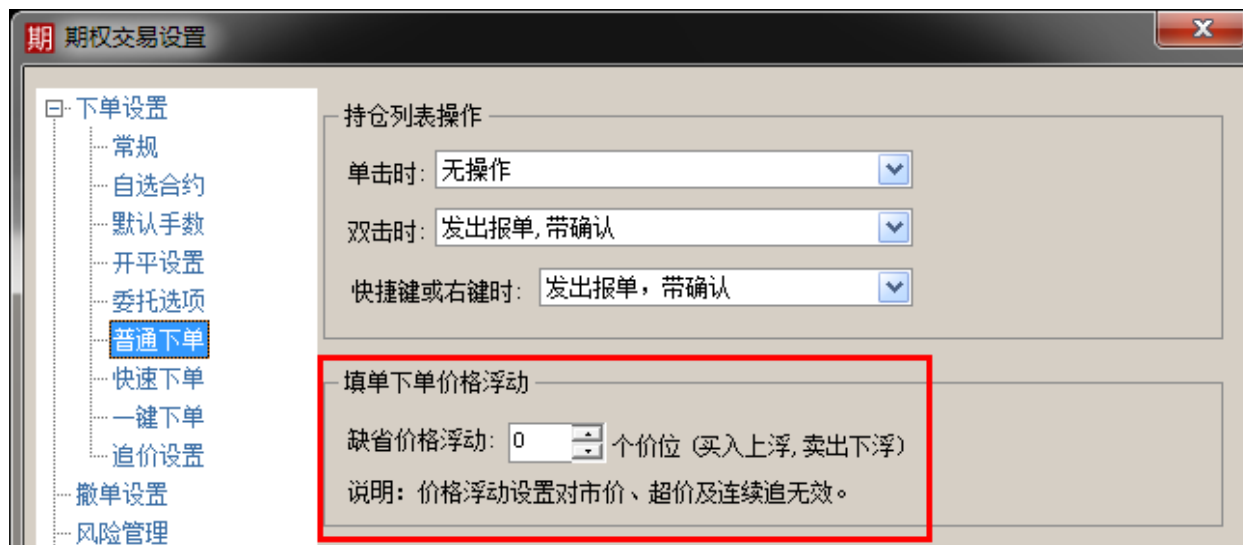 期 期权交易设置
下单设置
常规
自选合约
默认手数
开平设置
委托选项
普通下单
快速下单
一键下单
追价设置
撤单设置
风险管理
持仓列表操作
单击时: 无操作
双击时: 发出报单,带确认
快捷键或右键时: 发出报单，带确认
填单下单价格浮动
缺省价格浮动: 0 个价位 (买入上浮,卖出下浮)
说明：价格浮动设置对市价、超价及连续追无效。